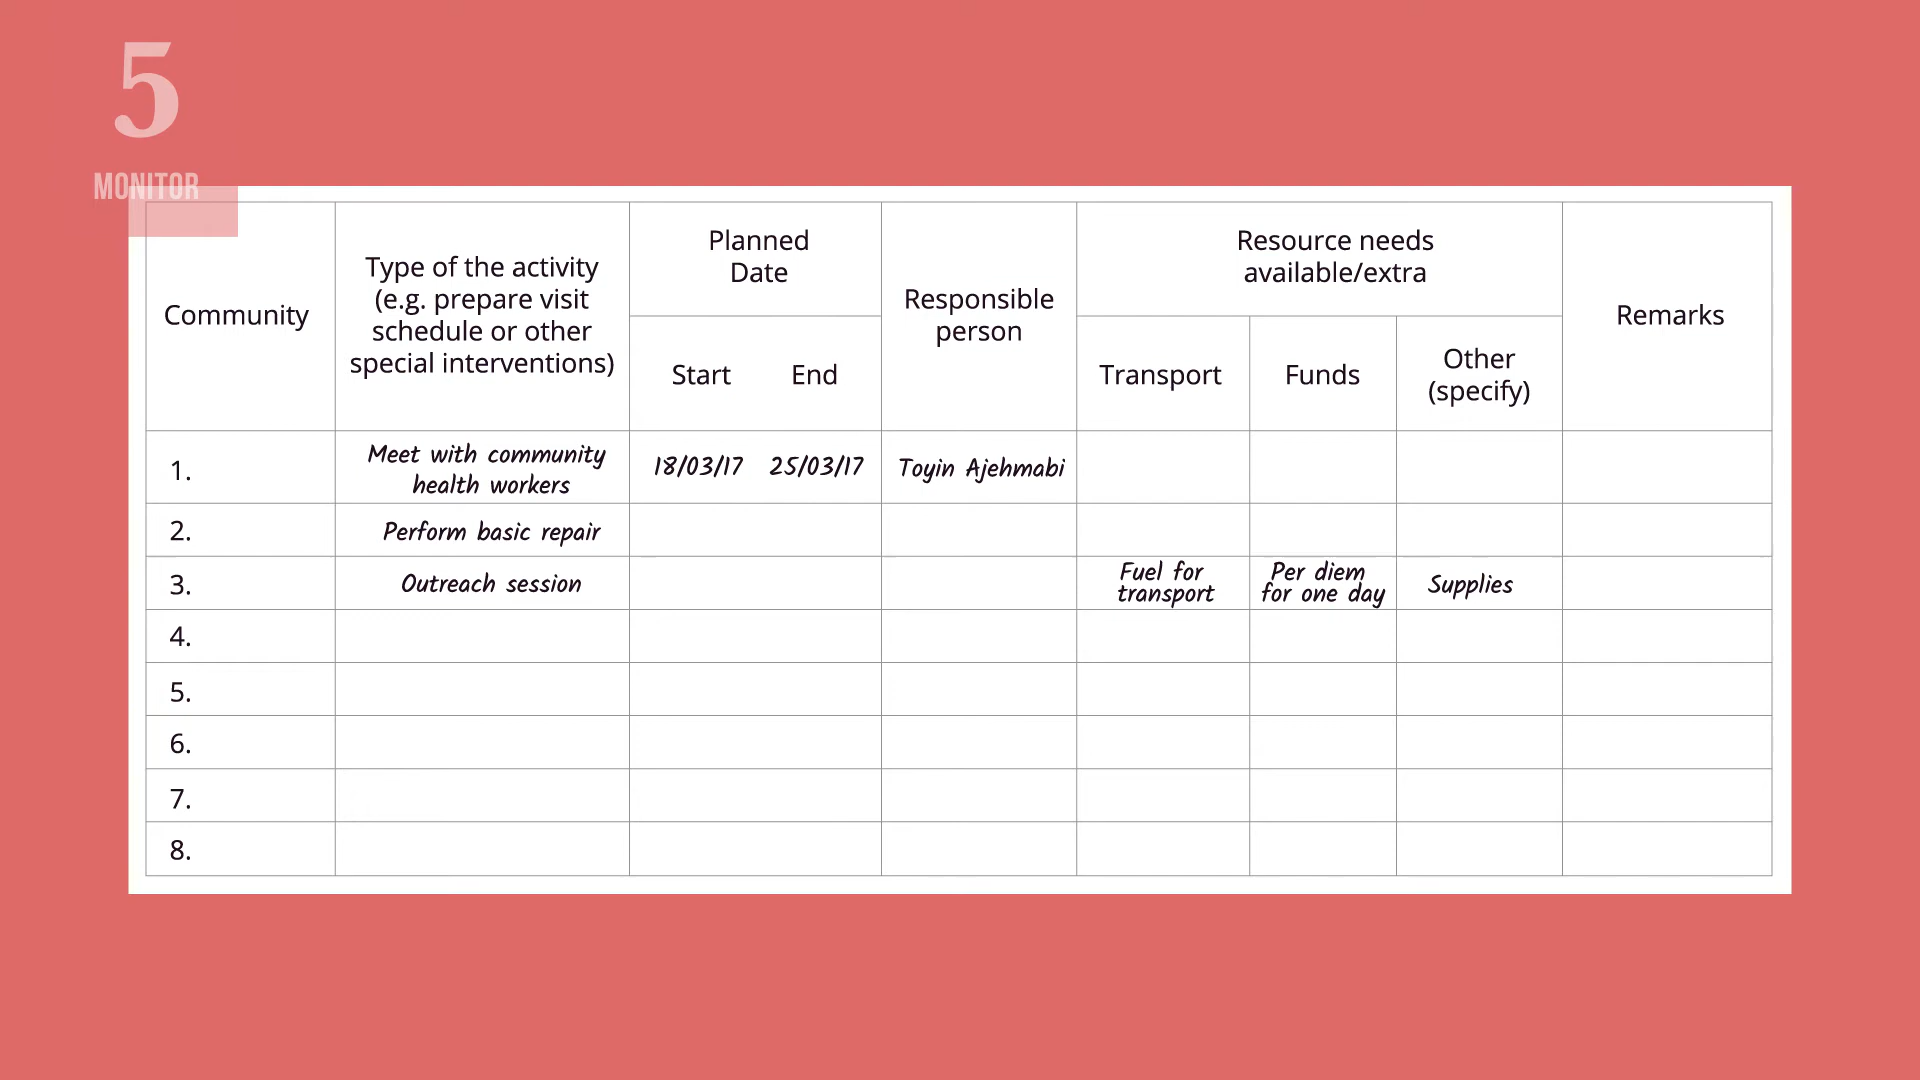 5
MONITOR
Community
Type of the activity
(e.g. prepare visit
schedule or other
special interventions)
Planned
Date
Start End
Responsible
person
Resource needs
available/extra
Transport
Funds
Other
(specify)
Remarks
1.
Meet with community
health workers
18/03/17 25/03/17
Toyin Ajehmabi
2.
Perform basic repair
3.
Outreach session
Fuel for
transport
Per diem
for one day
Supplies
4.
5.
6.
7.
8.